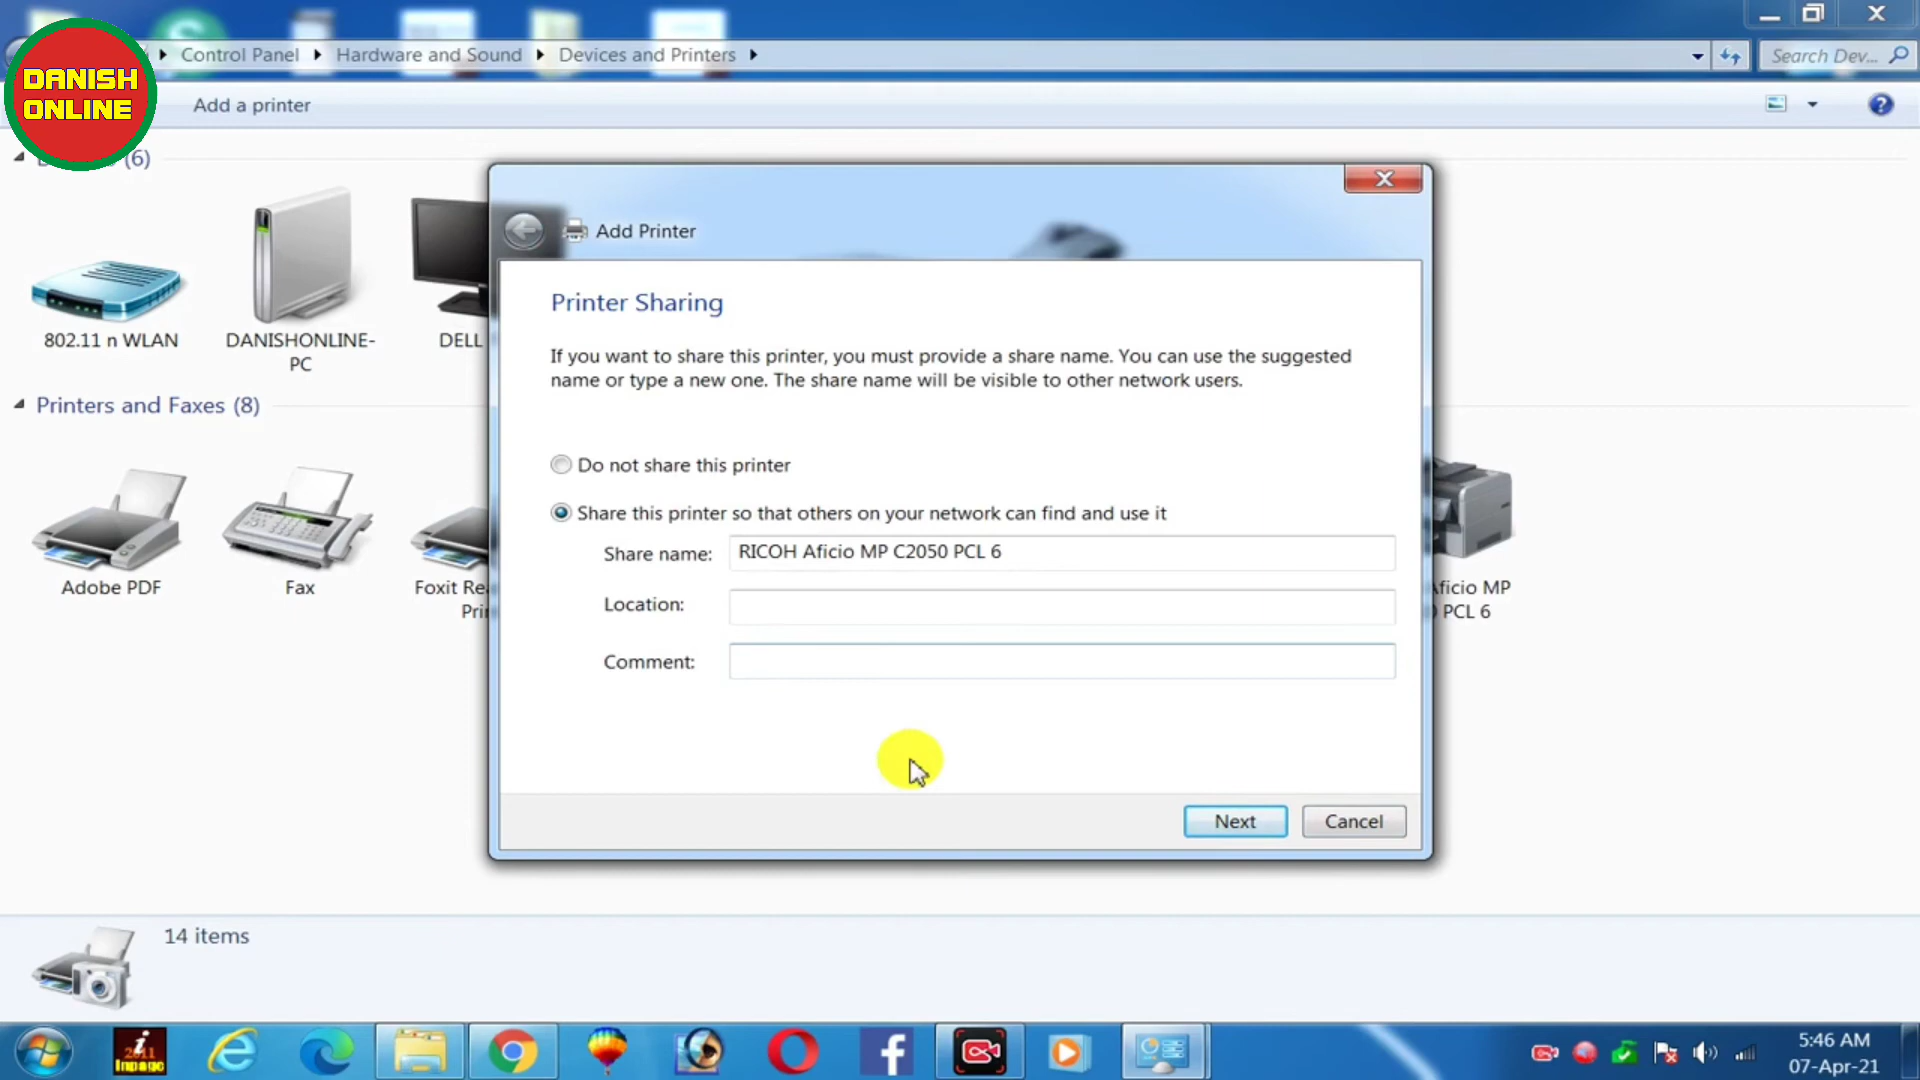 Control Panel
Hardware and Sound
Devices and Printers
Search Dev...
DANISH
ONLINE
Add a printer
(6)
802.11 n WLAN
DANISHONLINE-
PC
DELL
Printers and Faxes (8)
Adobe PDF
Fax
Foxit Re
Prin
Aficio MP
PCL 6
Add Printer
Printer Sharing
If you want to share this printer, you must provide a share name. You can use the suggested
name or type a new one. The share name will be visible to other network users.
Do not share this printer
Share this printer so that others on your network can find and use it
Share name: RICOH Aficio MP C2050 PCL 6
Location:
Comment:
Next
Cancel
14 items
2011
Inpage
5:46 AM
07-Apr-21